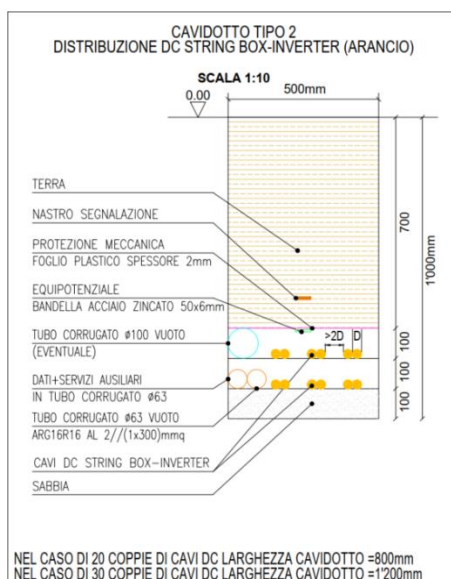 CAVIDOTTO TIPO 2
DISTRIBUZIONE DC STRING BOX-INVERTER (ARANCIO)
SCALA 1:10
0.00
500mm
TERRA
NASTRO SEGNALAZIONE
PROTEZIONE MECCANICA
FOGLIO PLASTICO SPESSORE 2mm
EQUIPOTENZIALE
BANDELLA ACCIAIO ZINCATO 50x6mm
TUBO CORRUGATO ø100 VUOTO
(EVENTUALE)
DATI+SERVIZI AUSILIARI
IN TUBO CORRUGATO ø63
TUBO CORRUGATO ø63 VUOTO
ARG16R16 AL 2//(1x300)mmq
CAVI DC STRING BOX-INVERTER
SABBIA
>2D
D
700
100
100
100
1'000mm
NEL CASO DI 20 COPPIE DI CAVI DC LARGHEZZA CAVIDOTTO =800mm
NEL CASO DI 30 COPPIE DI CAVI DC LARGHEZZA CAVIDOTTO =1'200mm